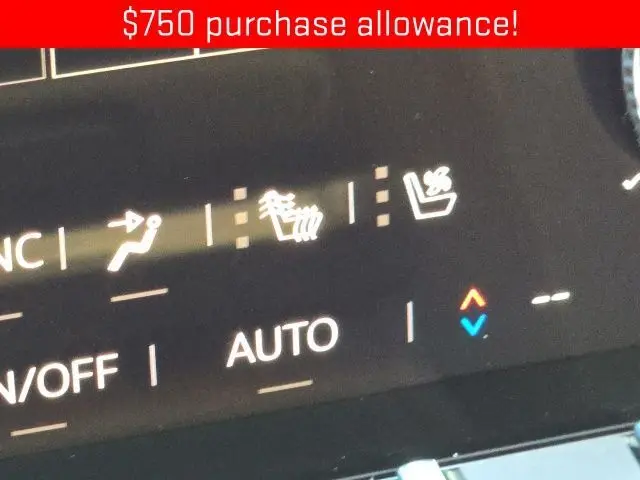 $750 purchase allowance!
NC
N/OFF
AUTO
--